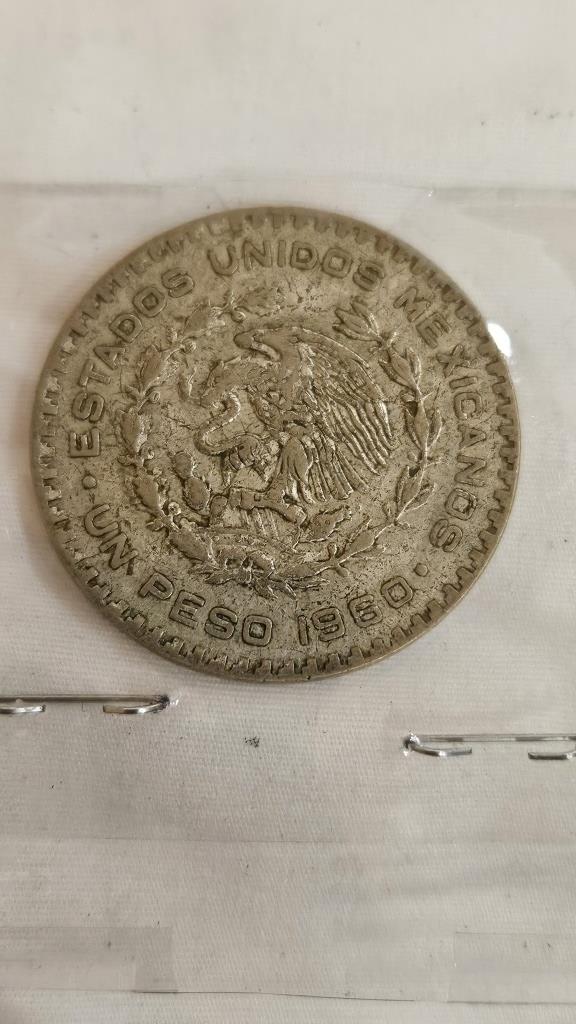 · ESTADOS UNIDOS MEXICANOS ·
UN PESO 1960